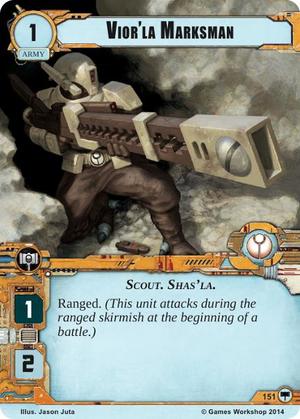 1
ARMY
Vior'la Marksman
Scout. Shas'la.
1
Ranged. (This unit attacks during the
ranged skirmish at the beginning of a
battle.)
2
151
Illus. Jason Juta
© Games Workshop 2014